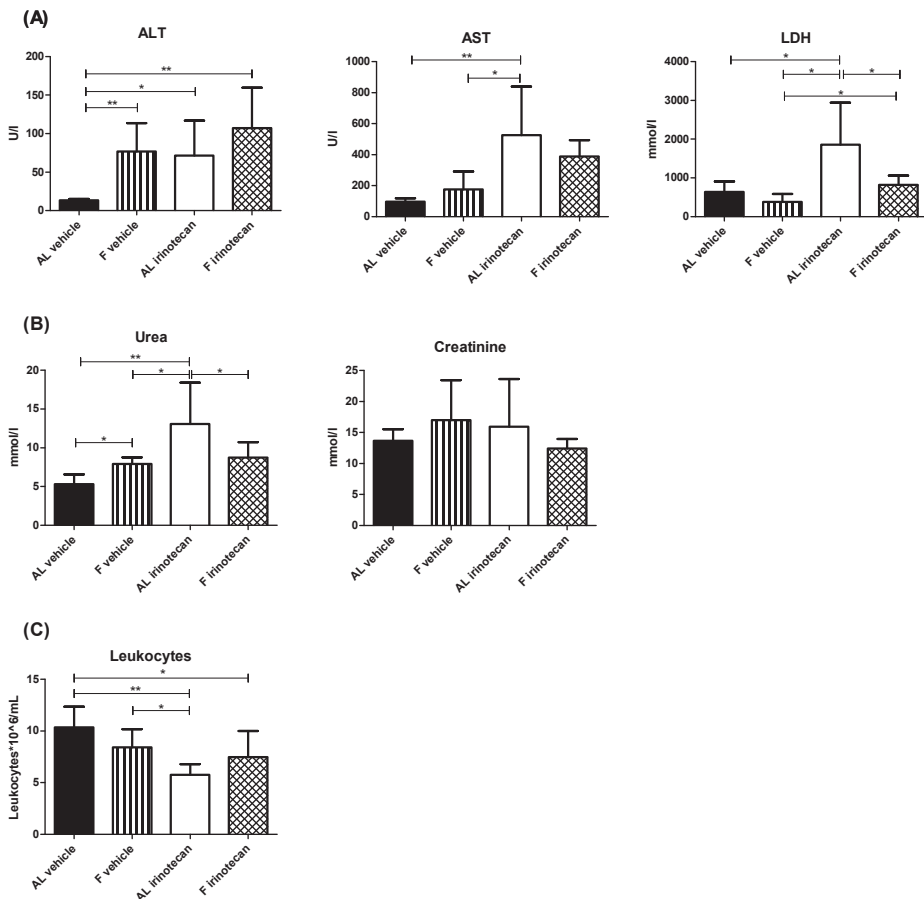 (A)
ALT
U/l
200
150
100
50
0
**
*
**
AL vehicle
F vehicle
AL irinotecan
F irinotecan
AST
U/l
1000
800
600
400
200
0
**
*
AL vehicle
F vehicle
AL irinotecan
F irinotecan
LDH
mmol/l
4000
3000
2000
1000
0
*
* *
*
AL vehicle
F vehicle
AL irinotecan
F irinotecan
(B)
Urea
mmol/l
20
15
10
5
0
**
* *
*
AL vehicle
F vehicle
AL irinotecan
F irinotecan
Creatinine
mmol/l
25
20
15
10
5
0
AL vehicle
F vehicle
AL irinotecan
F irinotecan
(C)
Leukocytes
Leukocytes*10^6/mL
15
10
5
0
*
**
*
AL vehicle
F vehicle
AL irinotecan
F irinotecan